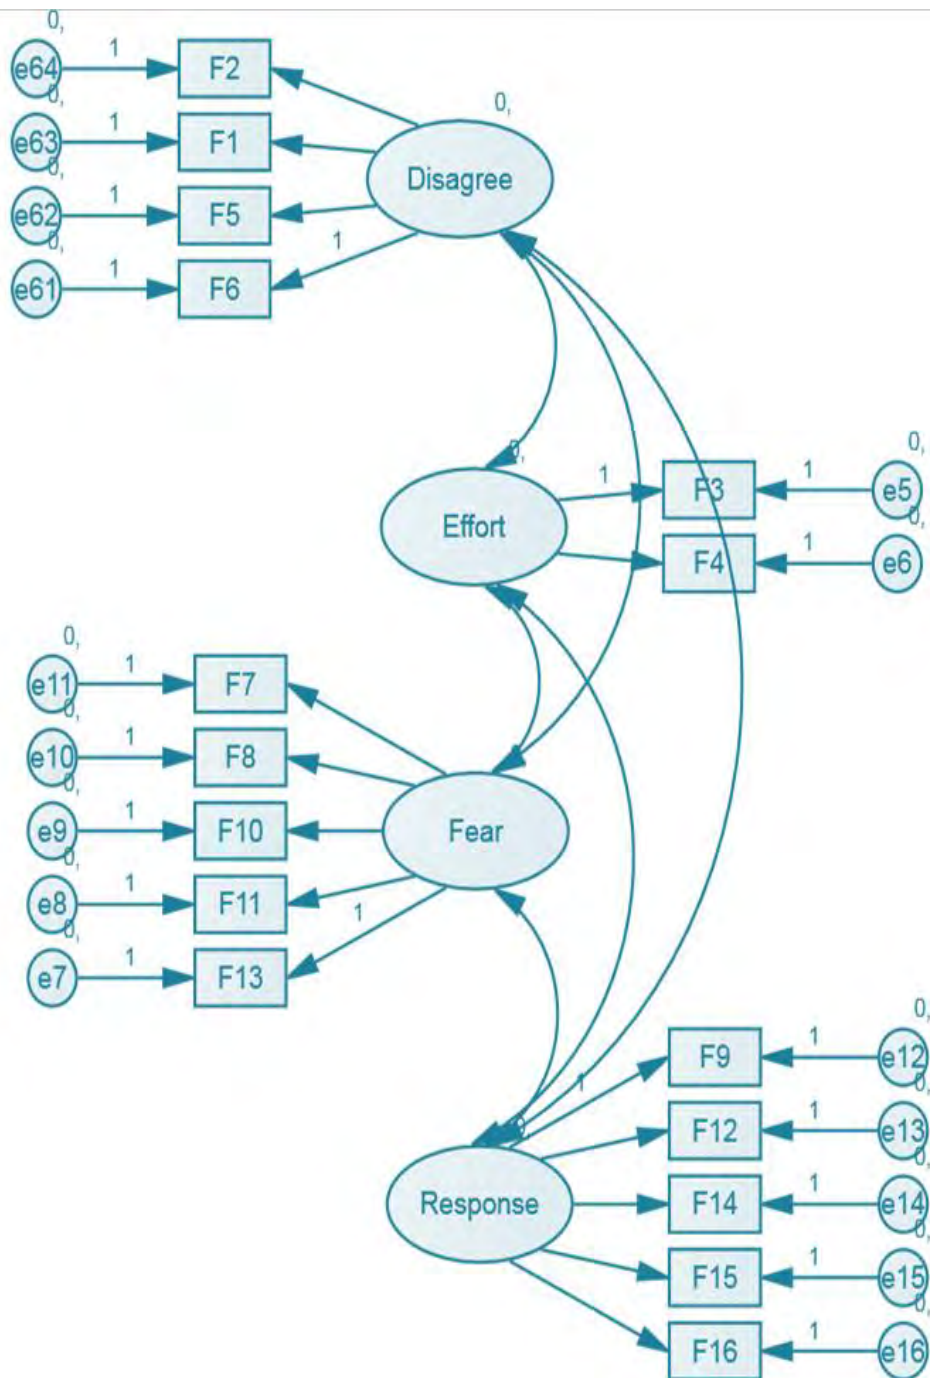 0,
e64 1 F2
0, 0,
e63 1 F1
Disagree
0,
e62 1 F5
0, 1
e61 1 F6
0, 0,
1 F3 1 e5
Effort 0,
F4 1 e6
0,
e11 1 F7
0,
e10 1 F8
0,
e9 1 F10 Fear
0,
e8 1 F11
0, 1
e7 1 F13
0,
F9 1 e12
1 0,
0, F12 1 e13
0,
Response F14 1 e14
0,
F15 1 e15
0,
F16 1 e16